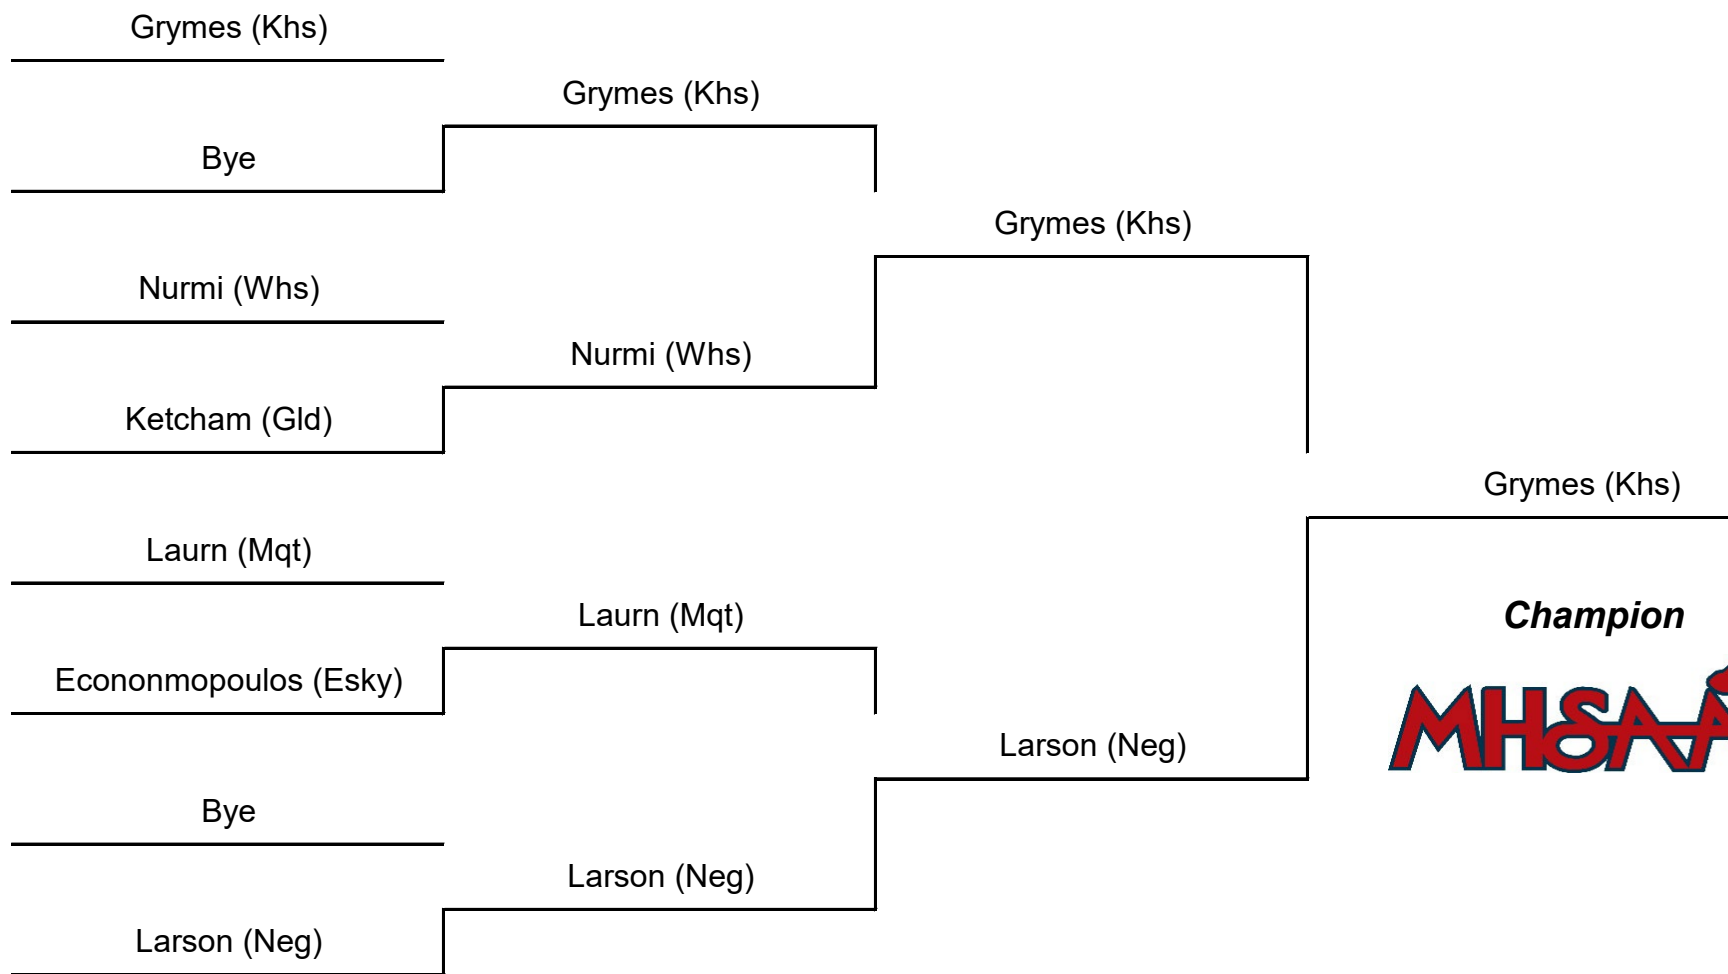 Grymes (Khs)
Grymes (Khs)
Bye
Grymes (Khs)
Nurmi (Whs)
Nurmi (Whs)
Ketcham (Gld)
Grymes (Khs)
Laurn (Mqt)
Champion
Laurn (Mqt)
Econonmopoulos (Esky)
MHSAA
Larson (Neg)
Bye
Larson (Neg)
Larson (Neg)